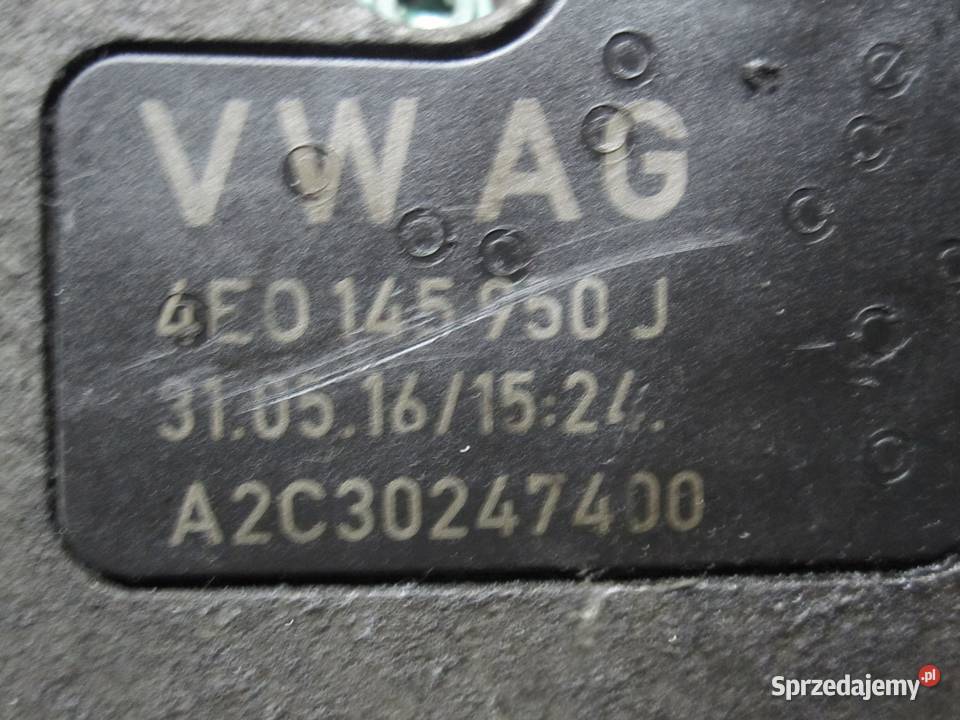 VW AG
4E0 145 950 J
31.05.16/15:24.
A2C30247400
Sprzedajemy.pl